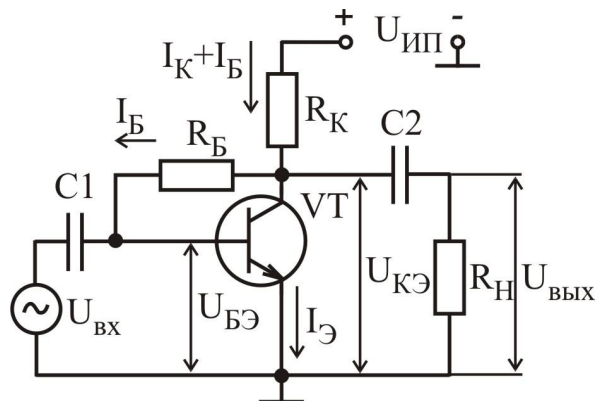 + U_ИП -
I_К+I_Б
R_К
I_Б
R_Б
C2
C1
VT
U_вх
U_БЭ
I_Э
U_КЭ
R_Н
U_вых